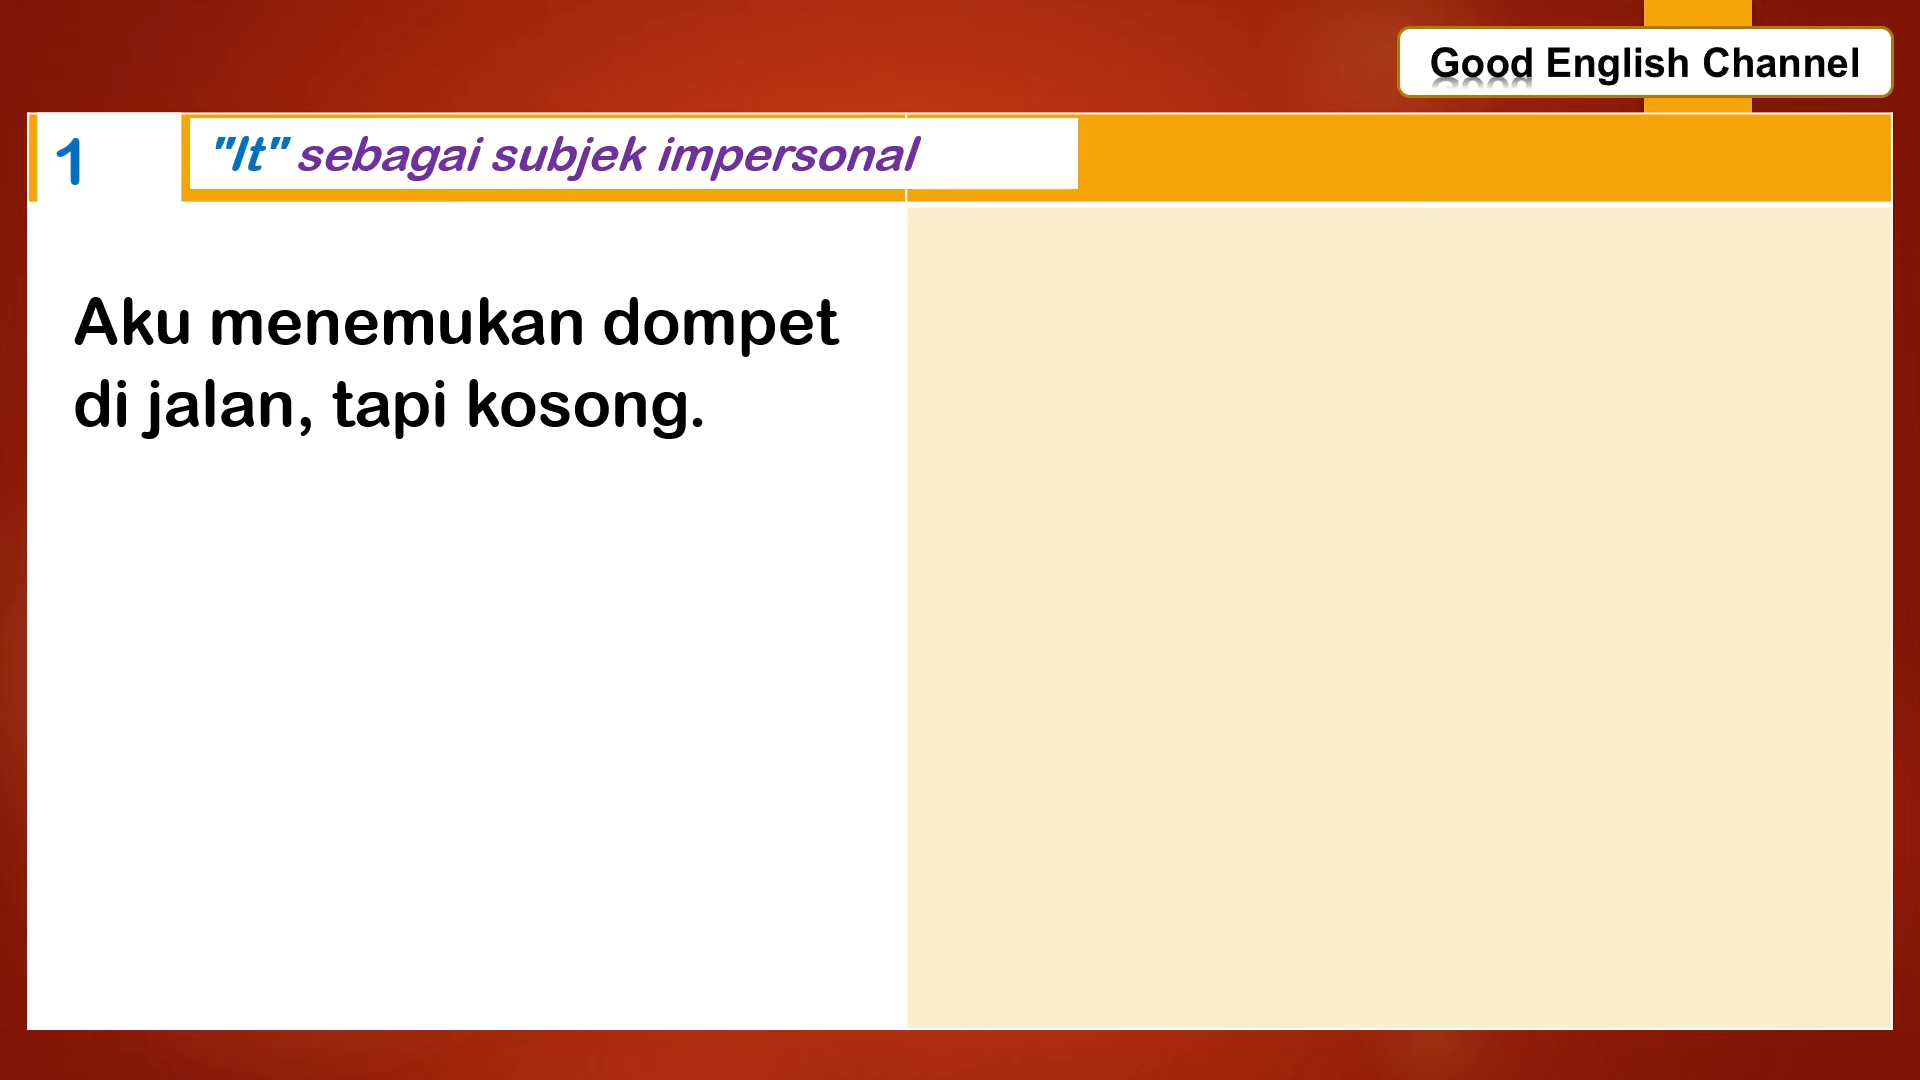 Good English Channel
1
"It" sebagai subjek impersonal
Aku menemukan dompet
di jalan, tapi kosong.